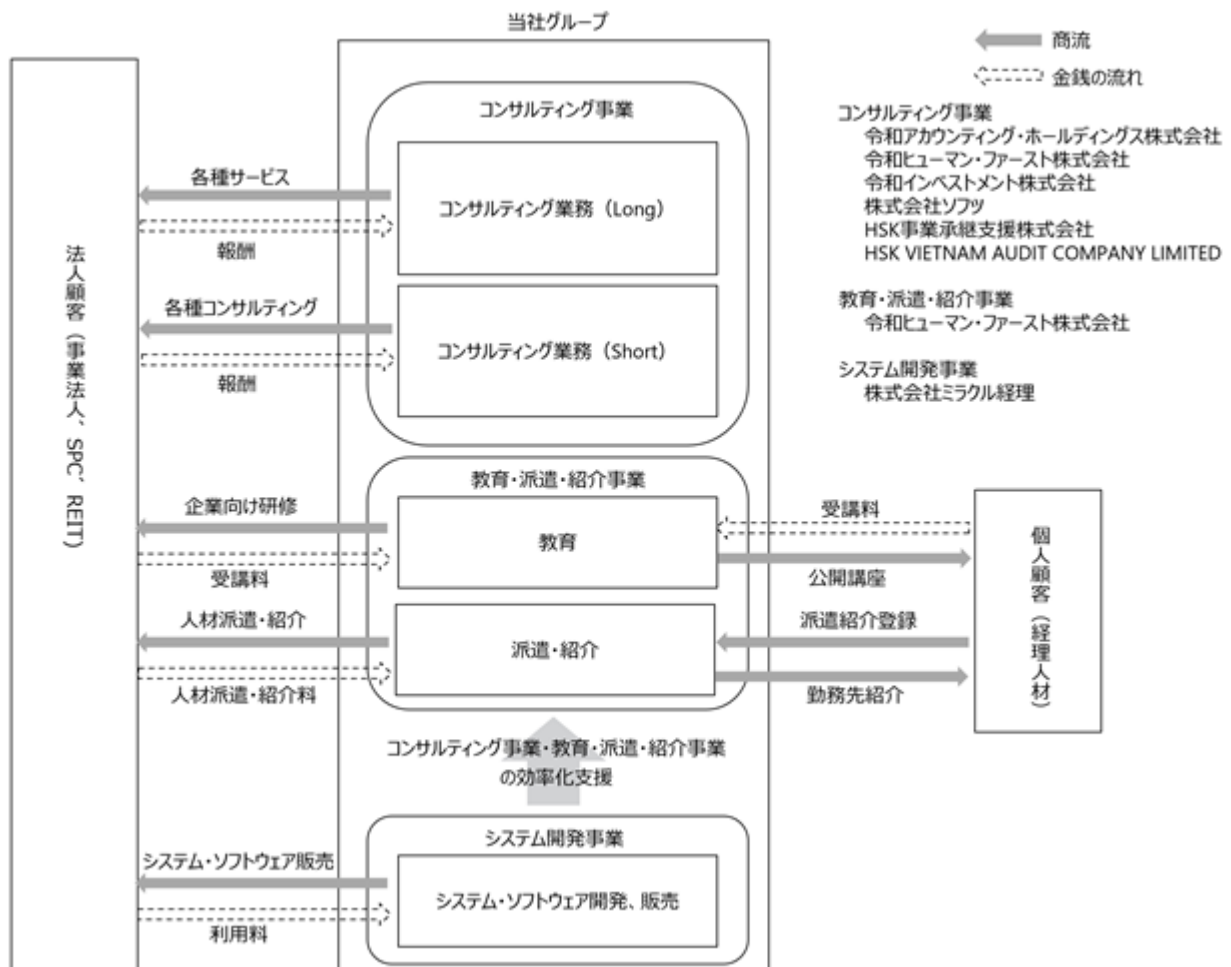 当社グループ
商流
金銭の流れ
コンサルティング事業
令和アカウンティング・ホールディングス株式会社
令和ヒューマン・ファースト株式会社
令和インベストメント株式会社
株式会社ソフツ
HSK事業承継支援株式会社
HSK VIETNAM AUDIT COMPANY LIMITED
教育・派遣・紹介事業
令和ヒューマン・ファースト株式会社
システム開発事業
株式会社ミラクル経理
法人顧客（事業法人、SPC、REIT）
コンサルティング事業
各種サービス
コンサルティング業務（Long）
報酬
各種コンサルティング
コンサルティング業務（Short）
報酬
教育・派遣・紹介事業
企業向け研修
教育
受講料
受講料
公開講座
人材派遣・紹介
派遣・紹介
人材派遣・紹介料
派遣紹介登録
勤務先紹介
個人顧客（経理人材）
コンサルティング事業・教育・派遣・紹介事業
の効率化支援
システム開発事業
システム・ソフトウェア販売
システム・ソフトウェア開発、販売
利用料